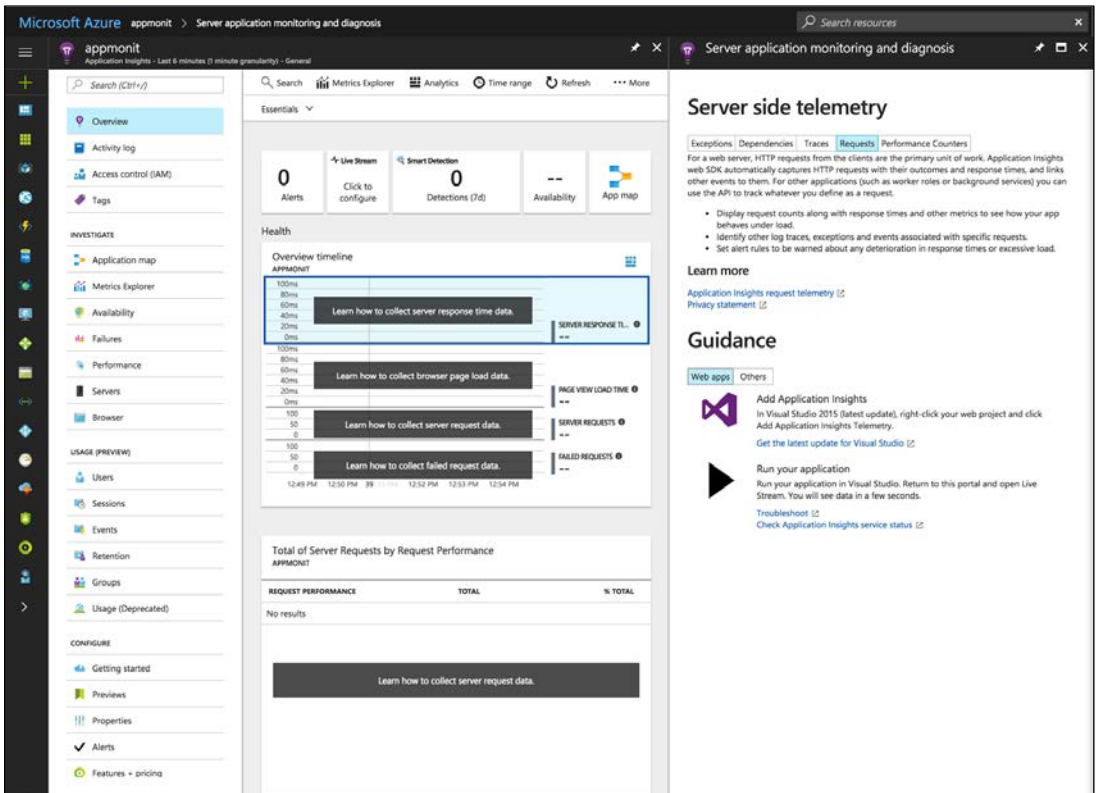 Microsoft Azure appmonit > Server application monitoring and diagnosis
Search resources
appmonit
Application Insights - Last 6 minutes (1 minute granularity) - General
Search (Ctrl+/)
Overview
Activity log
Access control (IAM)
Tags
INVESTIGATE
Application map
Metrics Explorer
Availability
Failures
Performance
Servers
Browser
USAGE (PREVIEW)
Users
Sessions
Events
Retention
Groups
Usage (Deprecated)
CONFIGURE
Getting started
Previews
Properties
Alerts
Features + pricing
Search Metrics Explorer Analytics Time range Refresh ••• More
Essentials
0
Alerts
Live Stream
Click to
configure
Smart Detection
0
Detections (7d)
--
Availability
App map
Health
Overview timeline
APPMONIT
100ms
80ms
60ms
40ms
20ms
0ms
Learn how to collect server response time data.
SERVER RESPONSE TI...
--
100ms
80ms
60ms
40ms
20ms
0ms
Learn how to collect browser page load data.
PAGE VIEW LOAD TIME
--
100
50
0
Learn how to collect server request data.
SERVER REQUESTS
--
100
50
0
Learn how to collect failed request data.
FAILED REQUESTS
--
12:49 PM 12:50 PM 39 12:52 PM 12:53 PM 12:54 PM
Total of Server Requests by Request Performance
APPMONIT
REQUEST PERFORMANCE TOTAL % TOTAL
No results
Learn how to collect server request data.
Server application monitoring and diagnosis
Server side telemetry
Exceptions Dependencies Traces Requests Performance Counters
For a web server, HTTP requests from the clients are the primary unit of work. Application Insights
web SDK automatically captures HTTP requests with their outcomes and response times, and links
other events to them. For other applications (such as worker roles or background services) you can
use the API to track whatever you define as a request.
• Display request counts along with response times and other metrics to see how your app
behaves under load.
• Identify other log traces, exceptions and events associated with specific requests.
• Set alert rules to be warned about any deterioration in response times or excessive load.
Learn more
Application Insights request telemetry
Privacy statement
Guidance
Web apps Others
Add Application Insights
In Visual Studio 2015 (latest update), right-click your web project and click
Add Application Insights Telemetry.
Get the latest update for Visual Studio
Run your application
Run your application in Visual Studio. Return to this portal and open Live
Stream. You will see data in a few seconds.
Troubleshoot
Check Application Insights service status